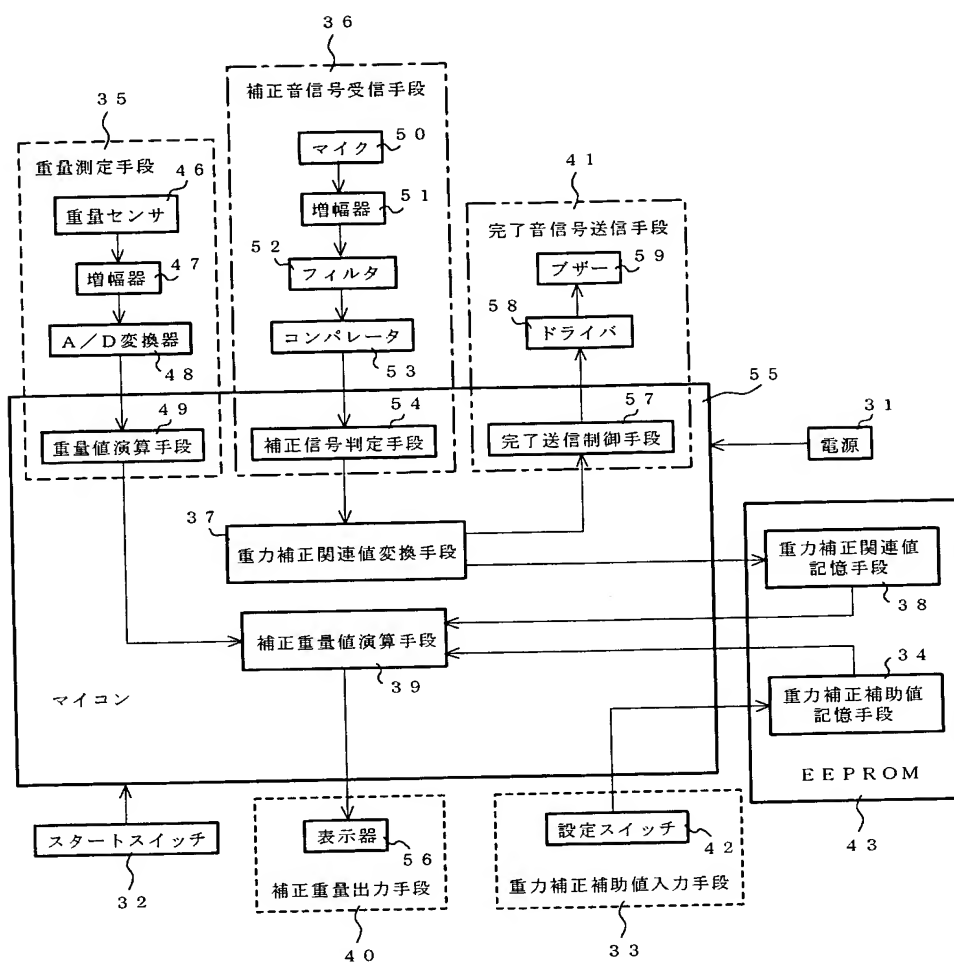 ３６
補正音信号受信手段
３５
重量測定手段
５０
マイク
４６
重量センサ
４１
５１
増幅器
完了音信号送信手段
４７
増幅器
５２
フィルタ
５９
ブザー
５８
ドライバ
A／D変換器
４８
コンパレータ
５３
５５
４９
重量値演算手段
５４
補正信号判定手段
５７
完了送信制御手段
３１
電源
３７
重力補正関連値変換手段
重力補正関連値
記憶手段
３８
補正重量値演算手段
３９
３４
重力補正補助値
記憶手段
マイコン
EEPROM
４３
スタートスイッチ
３２
表示器
５６
補正重量出力手段
４０
設定スイッチ
４２
重力補正補助値入力手段
３３